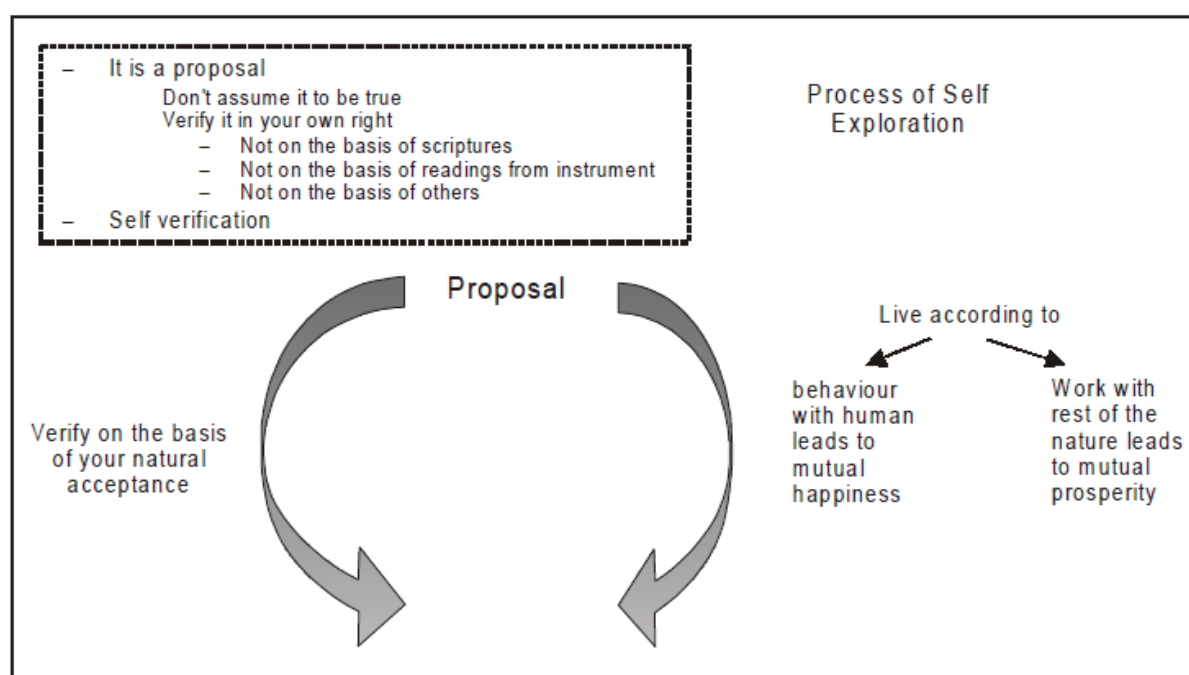 – It is a proposal
Don't assume it to be true
Verify it in your own right
– Not on the basis of scriptures
– Not on the basis of readings from instrument
– Not on the basis of others
– Self verification
Process of Self
Exploration
Proposal
Verify on the basis
of your natural
acceptance
Live according to
behaviour
with human
leads to
mutual
happiness
Work with
rest of the
nature leads
to mutual
prosperity